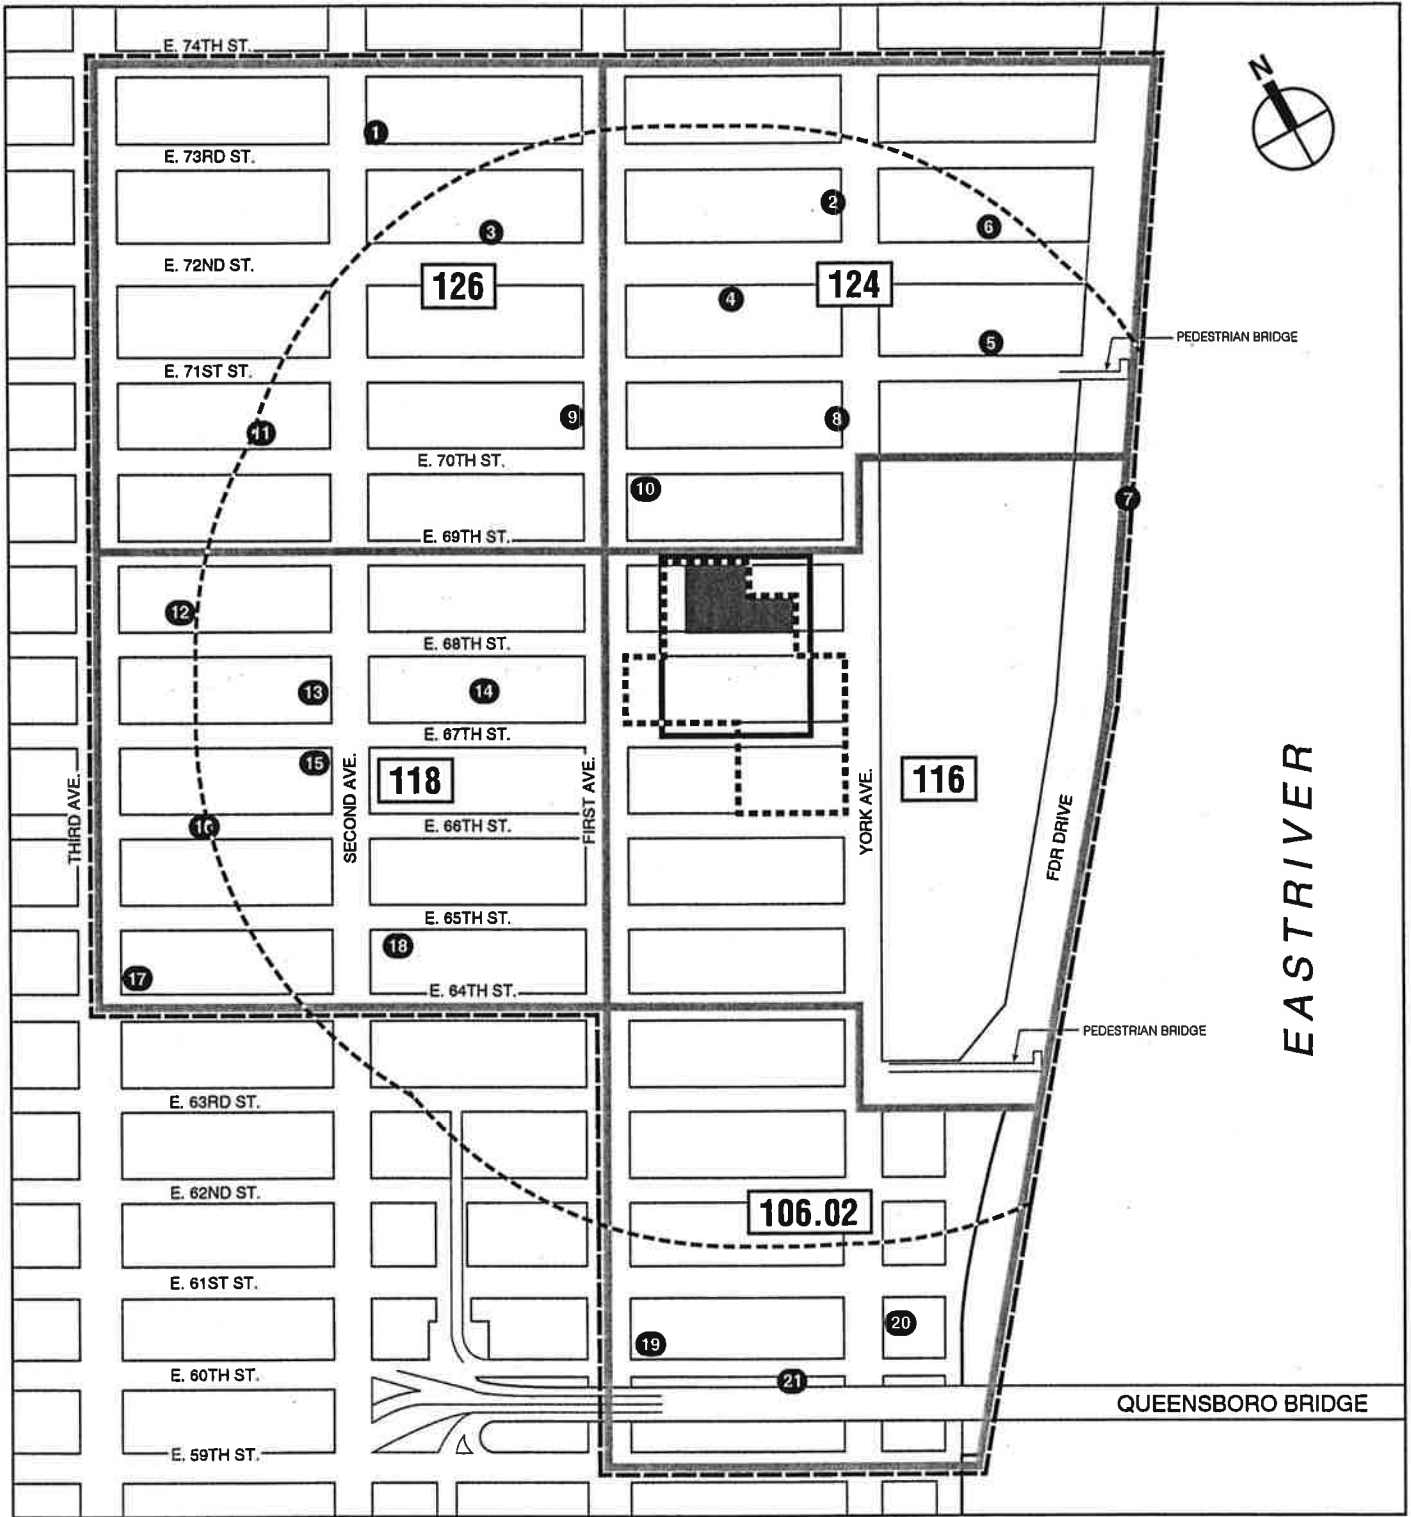 E. 74TH ST.
N
1
E. 73RD ST.
2
3
6
E. 72ND ST.
126
124
4
5
PEDESTRIAN BRIDGE
E. 71ST ST.
9
8
11
E. 70TH ST.
10
7
E. 69TH ST.
12
E. 68TH ST.
13
14
E. 67TH ST.
15
118
116
THIRD AVE.
SECOND AVE.
FIRST AVE.
YORK AVE.
FDR DRIVE
EAST RIVER
16
E. 66TH ST.
E. 65TH ST.
18
17
E. 64TH ST.
PEDESTRIAN BRIDGE
E. 63RD ST.
E. 62ND ST.
106.02
E. 61ST ST.
20
19
E. 60TH ST.
21
QUEENSBORO BRIDGE
E. 59TH ST.